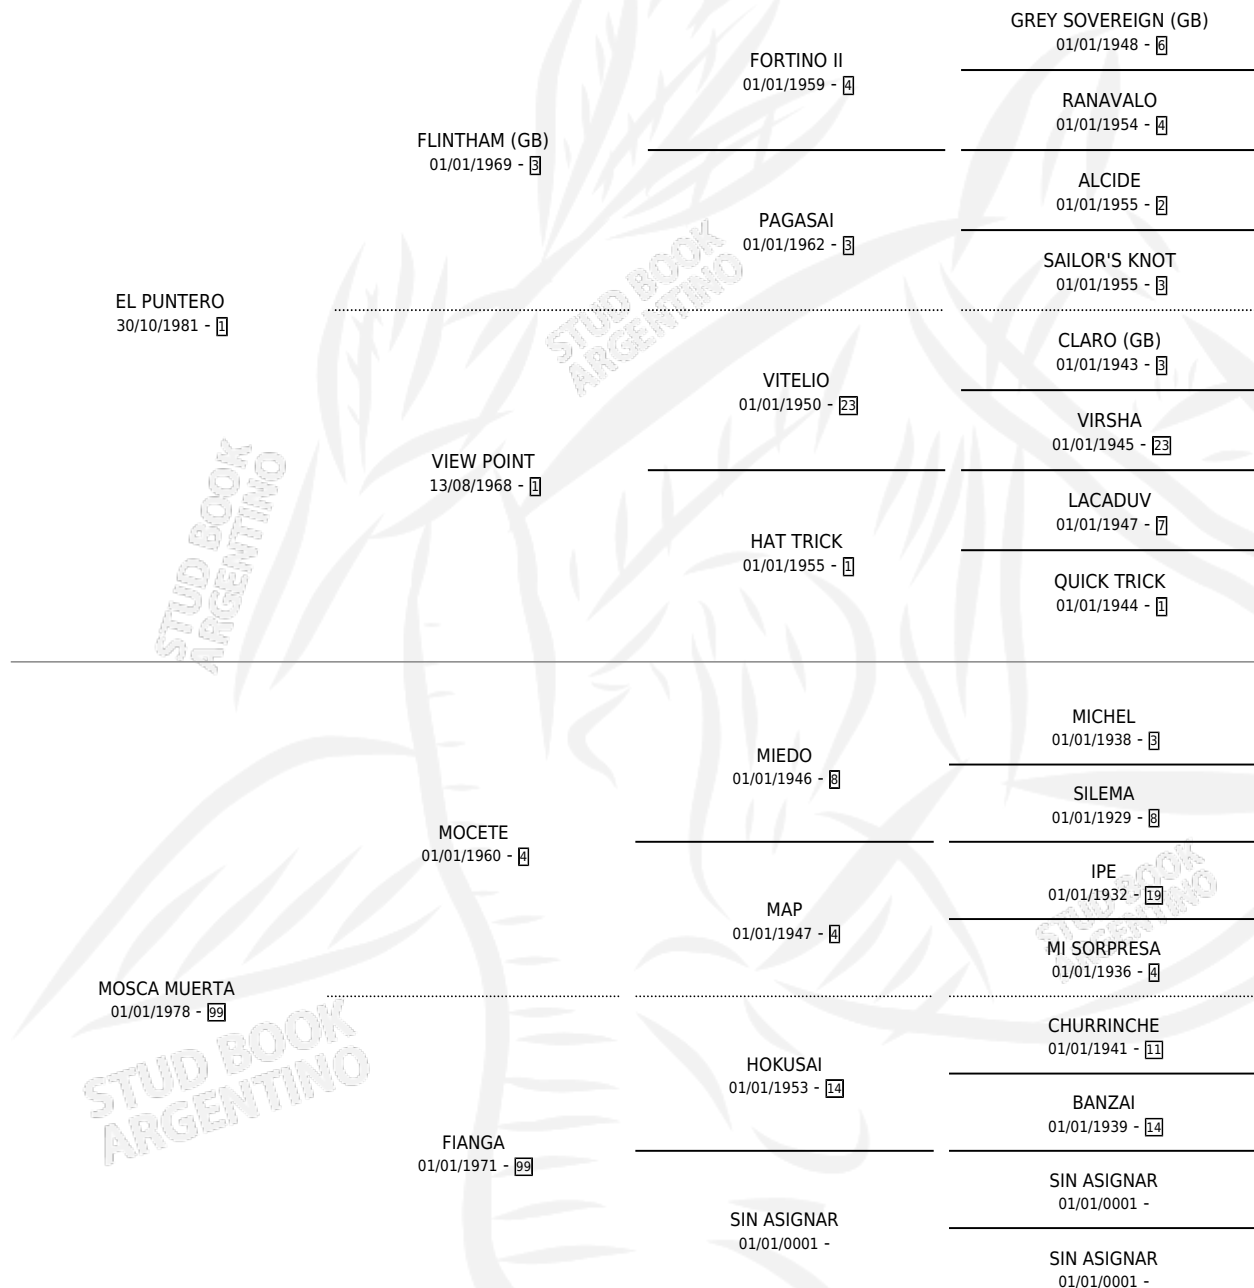 GREY SOVEREIGN (GB)
01/01/1948 - 6
FORTINO II
01/01/1959 - 4
RANAVALO
01/01/1954 - 4
FLINTHAM (GB)
01/01/1969 - 3
ALCIDE
01/01/1955 - 2
PAGASAI
01/01/1962 - 3
SAILOR'S KNOT
01/01/1955 - 3
EL PUNTERO
30/10/1981 - 1
CLARO (GB)
01/01/1943 - 3
VITELIO
01/01/1950 - 23
VIRSHA
01/01/1945 - 23
VIEW POINT
13/08/1968 - 1
LACADUV
01/01/1947 - 7
HAT TRICK
01/01/1955 - 1
QUICK TRICK
01/01/1944 - 1
MICHEL
01/01/1938 - 3
MIEDO
01/01/1946 - 8
SILEMA
01/01/1929 - 8
MOCETE
01/01/1960 - 4
IPE
01/01/1932 - 19
MAP
01/01/1947 - 4
MI SORPRESA
01/01/1936 - 4
MOSCA MUERTA
01/01/1978 - 99
CHURRINCHE
01/01/1941 - 11
HOKUSAI
01/01/1953 - 14
BANZAI
01/01/1939 - 14
FIANGA
01/01/1971 - 99
SIN ASIGNAR
01/01/0001 -
SIN ASIGNAR
01/01/0001 -
SIN ASIGNAR
01/01/0001 -
STUD BOOK
ARGENTINO
STUD BOOK
ARGENTINO
STUD BOOK
ARGENTINO
STUD BOOK
ARGENTINO